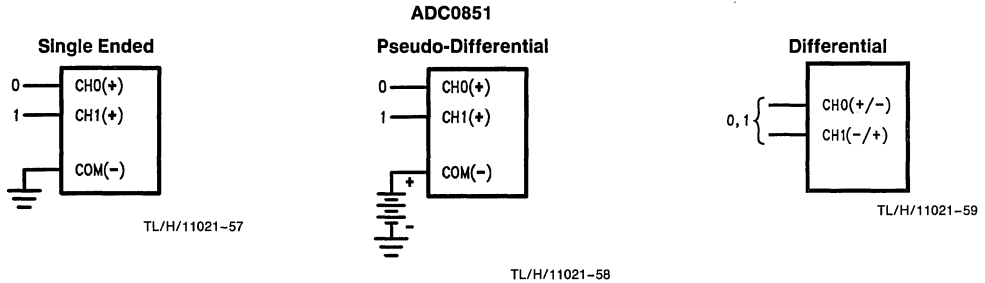 ADC0851
Single Ended
0
CH0(+)
1
CH1(+)
COM(-)
TL/H/11021-57
Pseudo-Differential
0
CH0(+)
1
CH1(+)
COM(-)
+
-
TL/H/11021-58
Differential
0, 1
CH0(+/-)
CH1(-/+)
TL/H/11021-59